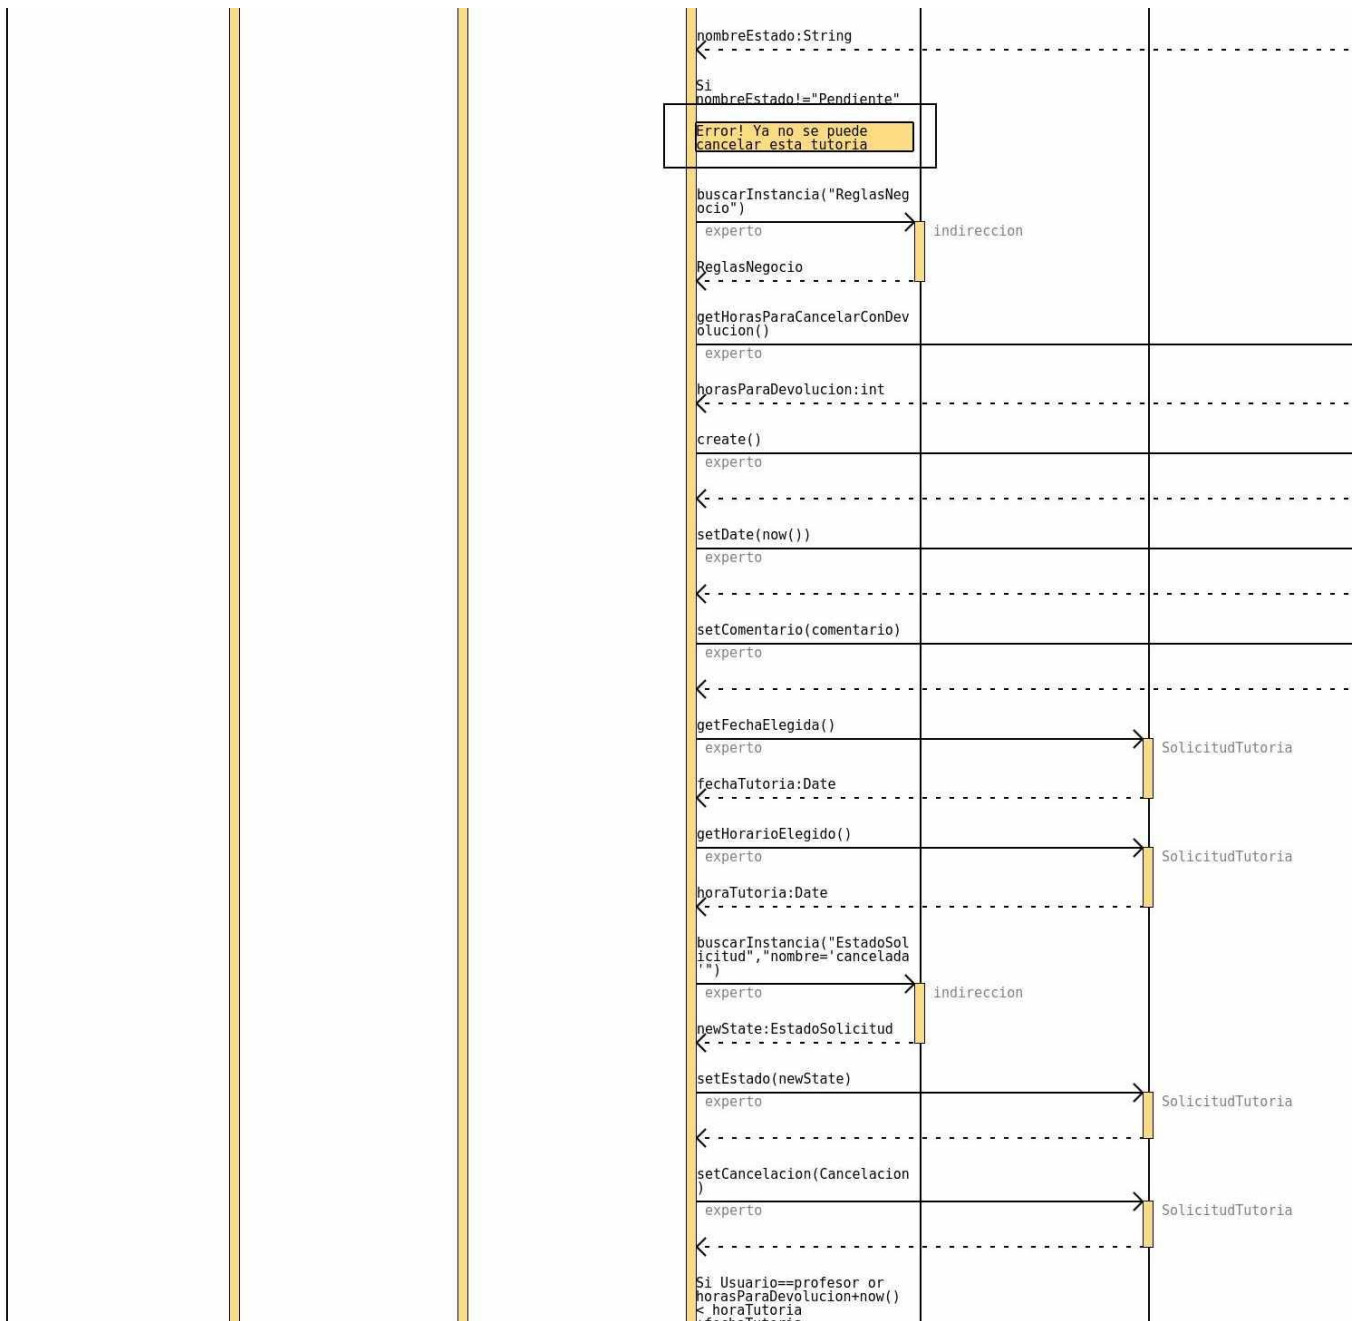 nombreEstado:String
Si
nombreEstado!="Pendiente"
Error! Ya no se puede
cancelar esta tutoria
buscarInstancia("ReglasNeg
ocio")
experto
indireccion
ReglasNegocio
getHorasParaCancelarConDev
olucion()
experto
horasParaDevolucion:int
create()
experto
setDate(now())
experto
setComentario(comentario)
experto
getFechaElegida()
experto
SolicitudTutoria
fechaTutoria:Date
getHorarioElegido()
experto
SolicitudTutoria
horaTutoria:Date
buscarInstancia("EstadoSol
icitud","nombre='cancelada
'")
experto
indireccion
newState:EstadoSolicitud
setEstado(newState)
experto
SolicitudTutoria
setCancelacion(Cancelacion
)
experto
SolicitudTutoria
Si Usuario==profesor or
horasParaDevolucion+now()
< horaTutoria
+fechaTutoria